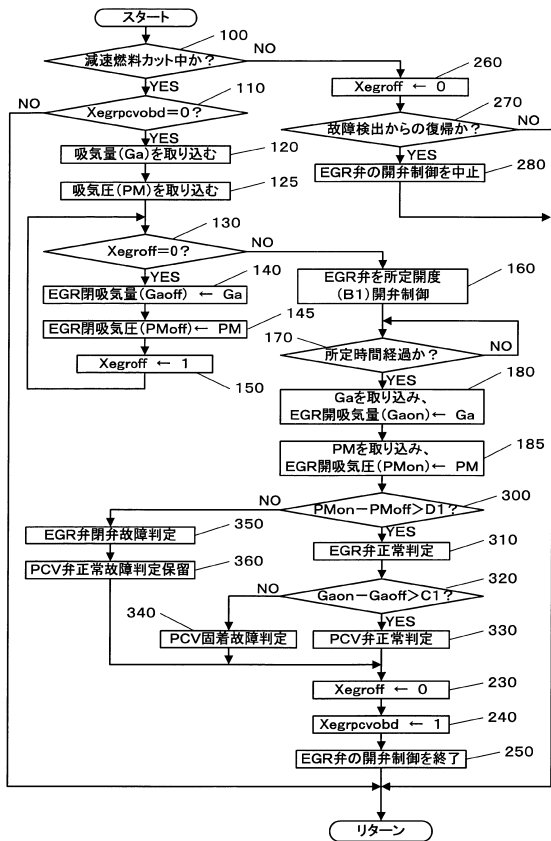 スタート
100
減速燃料カット中か？
NO
YES
110
NO
Xegrpcvobd=0？
YES
120
吸気量(Ga)を取り込む
125
吸気圧(PM)を取り込む
260
Xegroff ← 0
270
故障検出からの復帰か？
NO
YES
280
EGR弁の開弁制御を中止
130
Xegroff=0？
NO
YES
140
EGR閉吸気量(Gaoff) ← Ga
145
EGR閉吸気圧(PMoff)← PM
Xegroff ← 1
150
EGR弁を所定開度
(B1)開弁制御
160
170
所定時間経過か？
NO
YES
180
Gaを取り込み、
EGR開吸気量(Gaon)← Ga
185
PMを取り込み、
EGR開吸気圧(PMon)← PM
300
PMon－PMoff>D1？
NO
YES
350
EGR弁閉弁故障判定
310
EGR弁正常判定
360
PCV弁正常故障判定保留
320
Gaon－Gaoff>C1？
NO
YES
340
PCV固着故障判定
330
PCV弁正常判定
Xegroff ← 0
230
Xegrpcvobd ← 1
240
EGR弁の開弁制御を終了
250
リターン